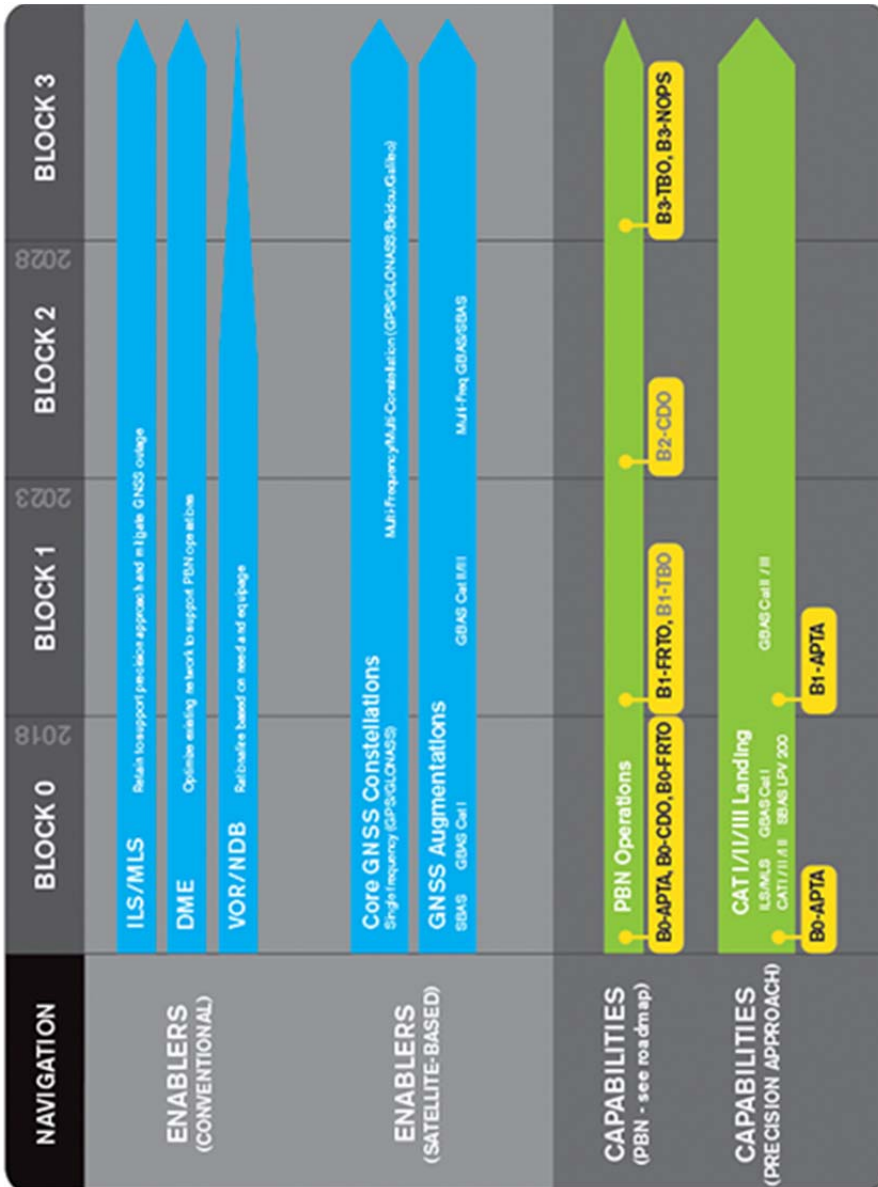 NAVIGATION
BLOCK 0
2018
BLOCK 1
2023
BLOCK 2
2028
BLOCK 3
ENABLERS
(CONVENTIONAL)
ILS/MLS
Retain to support precision approach and mitigate GNSS outage
DME
Optimize existing network to support PBN operations
VOR/NDB
Rationalize based on need and equipage
ENABLERS
(SATELLITE-BASED)
Core GNSS Constellations
Single frequency (GPS/GLONASS)
Multi-Frequency/Multi-Constellation (GPS/GLONASS/Beidou/Galileo)
GNSS Augmentations
SBAS
GBAS Cat I
GBAS Cat II/III
Multi-Freq GBAS/SBAS
CAPABILITIES
(PBN - see roadmap)
PBN Operations
B0-APTA, B0-CDO, B0-FRTO
B1-FRTO, B1-TBO
B2-CDO
B3-TBO, B3-NOPS
CAPABILITIES
(PRECISION APPROACH)
CAT I/II/III Landing
ILS/MLS
GBAS Cat I
GBAS Cat II / III
CAT I / II / III
SBAS LPV 200
B0-APTA
B1-APTA